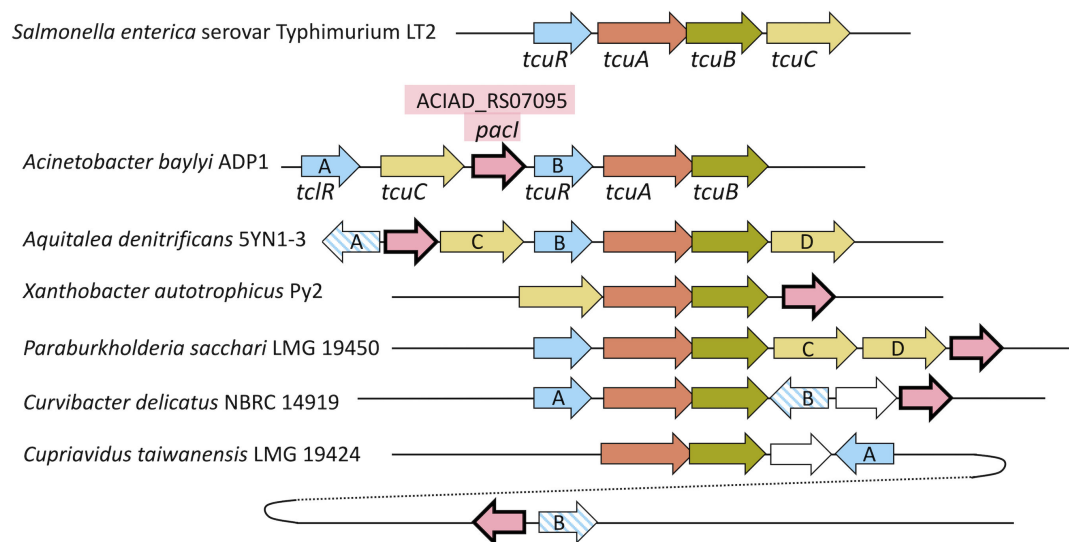 Salmonella enterica serovar Typhimurium LT2
tcuR tcuA tcuB tcuC
ACIAD_RS07095
pacI
Acinetobacter baylyi ADP1
A B
tclR tcuC tcuR tcuA tcuB
Aquitalea denitrificans 5YN1-3
A C B D
Xanthobacter autotrophicus Py2
Paraburkholderia sacchari LMG 19450
C D
Curvibacter delicatus NBRC 14919
A B
Cupriavidus taiwanensis LMG 19424
A
B